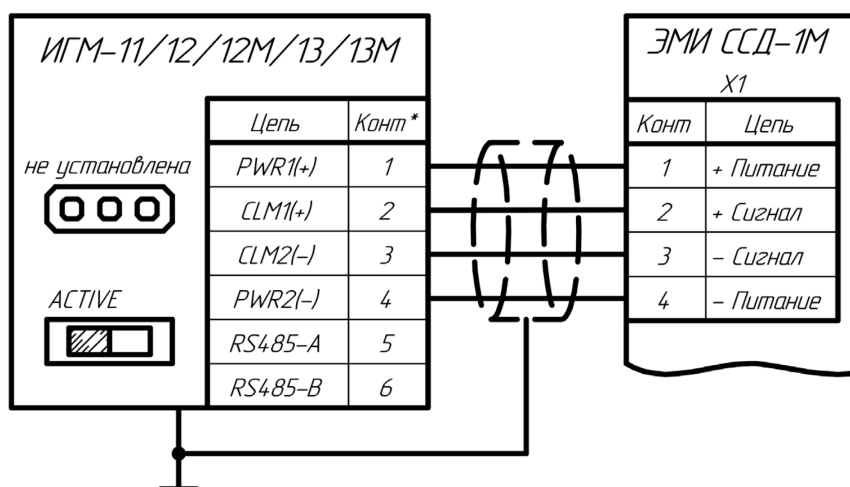 ИГМ-11/12/12М/13/13М
не установлена
ACTIVE
Цепь Конт*
PWR1(+) 1
CLM1(+) 2
CLM2(-) 3
PWR2(-) 4
RS485-A 5
RS485-B 6
ЭМИ ССД-1М
X1
Конт Цепь
1 + Питание
2 + Сигнал
3 - Сигнал
4 - Питание